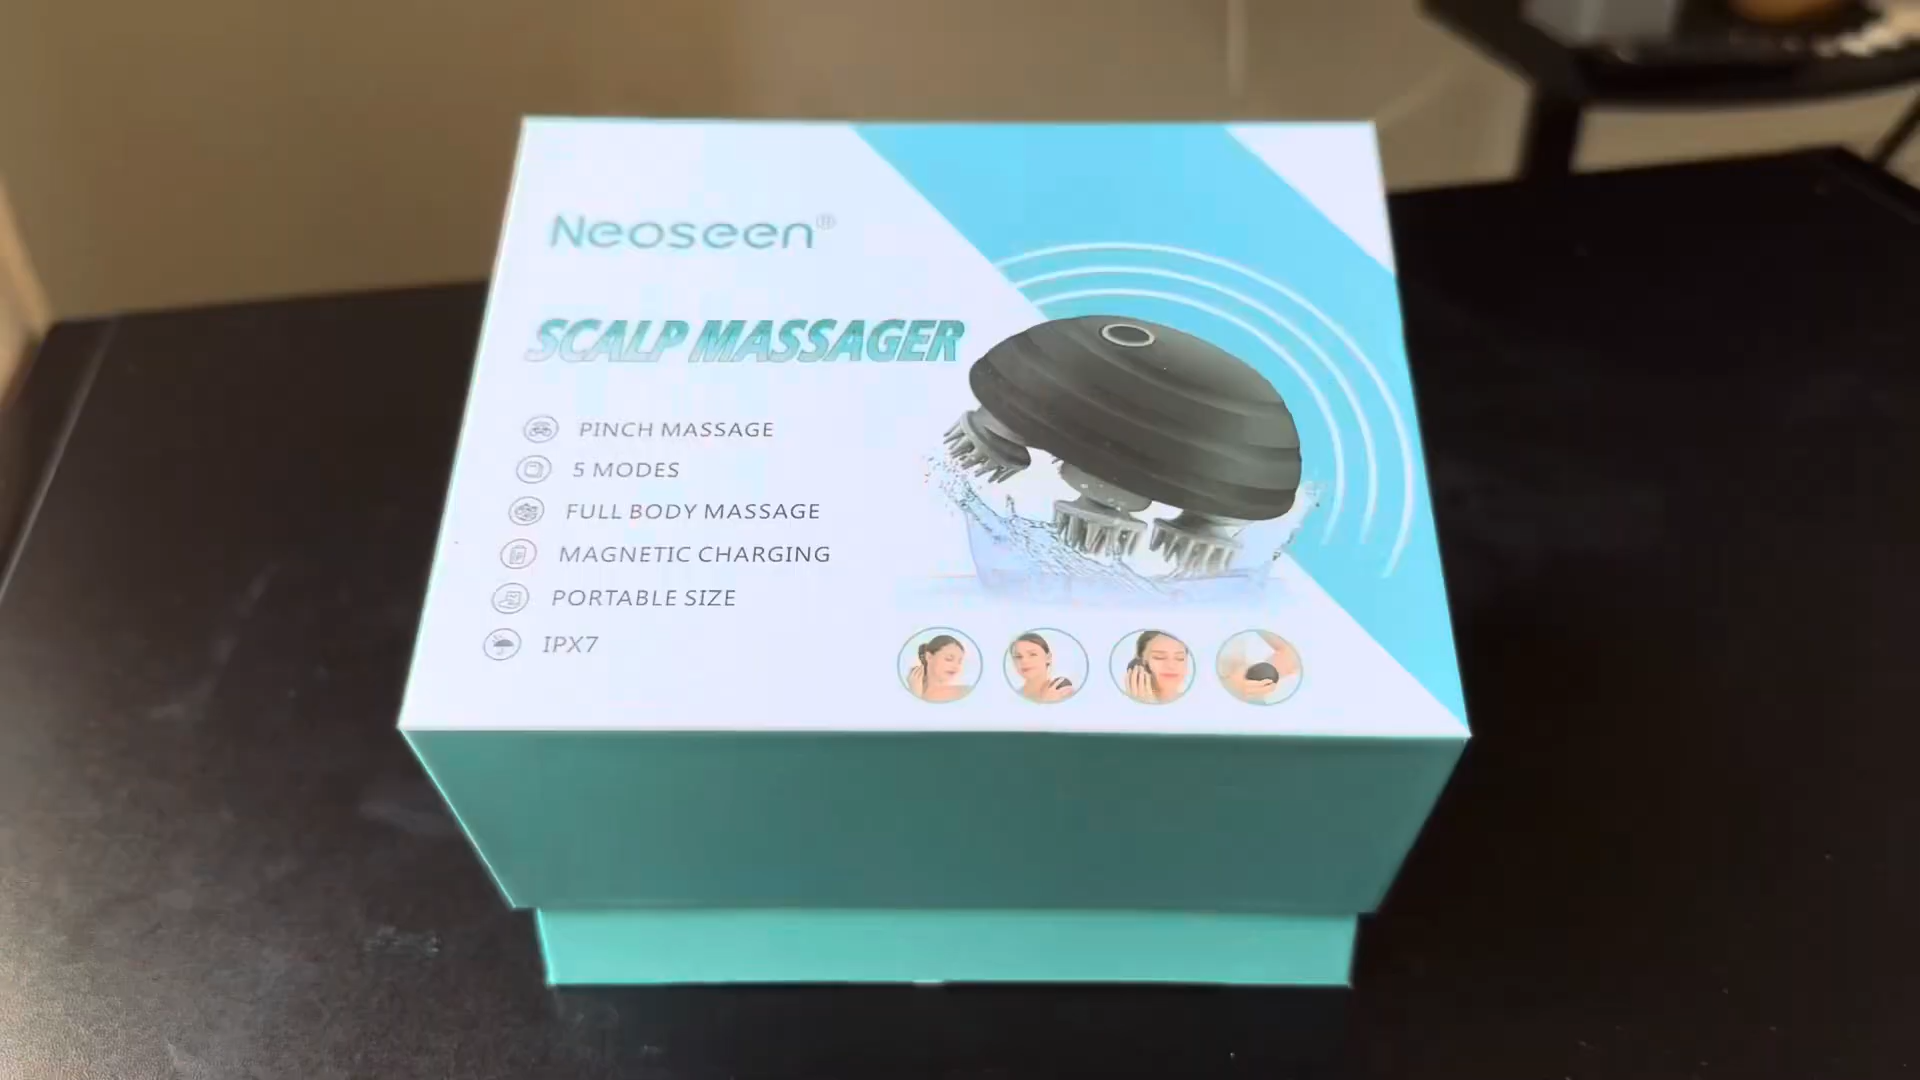 Neoseen®
SCALP MASSAGER
PINCH MASSAGE
5 MODES
FULL BODY MASSAGE
MAGNETIC CHARGING
PORTABLE SIZE
IPX7